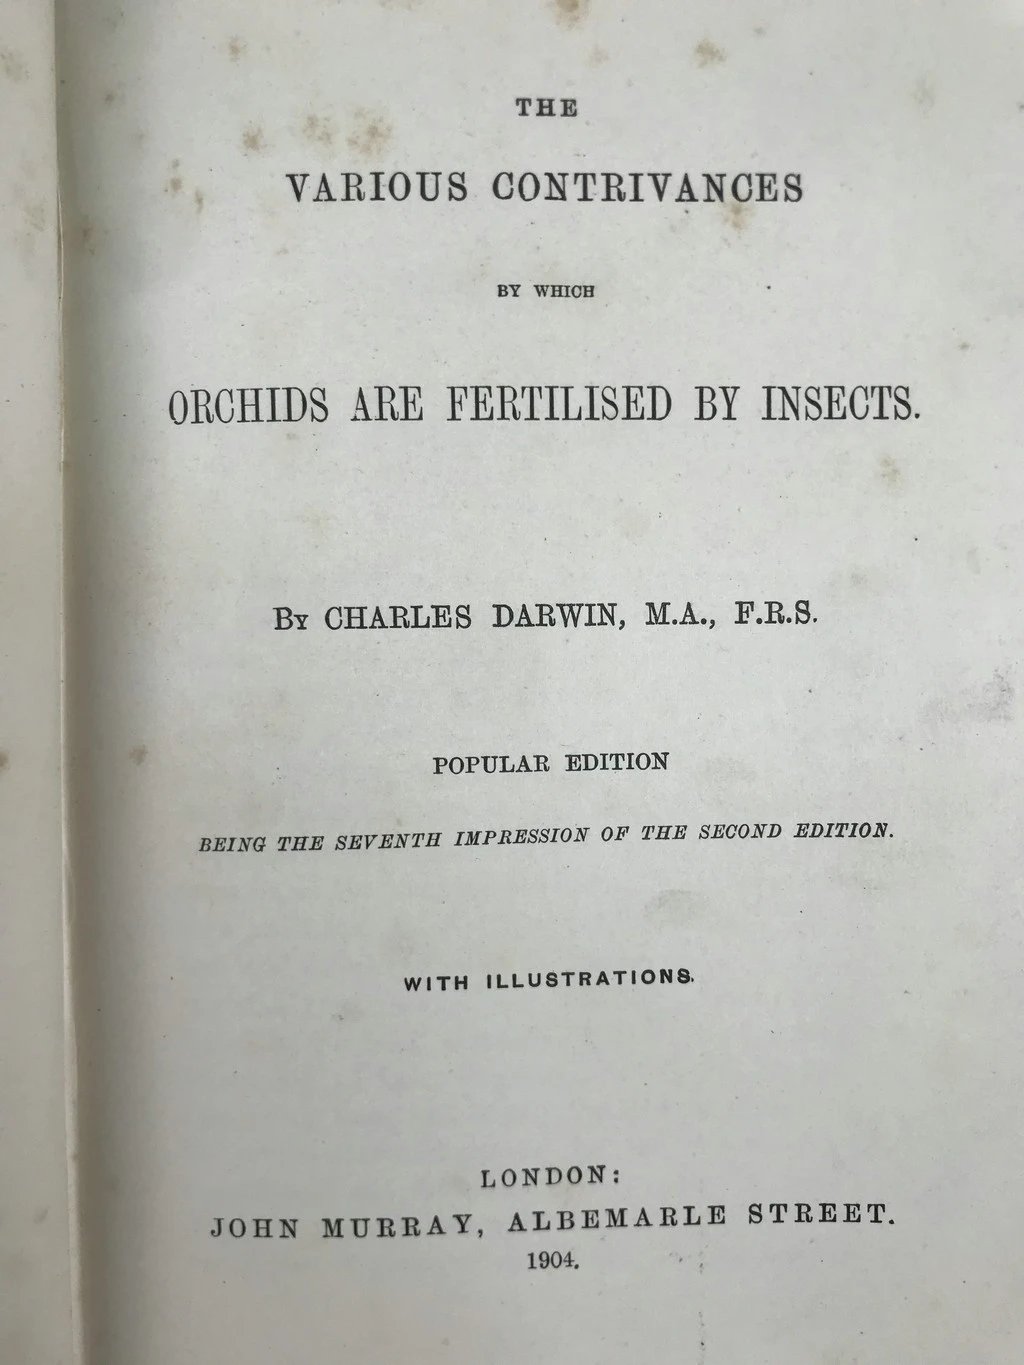 THE
VARIOUS CONTRIVANCES
BY WHICH
ORCHIDS ARE FERTILISED BY INSECTS.
BY CHARLES DARWIN, M.A., F.R.S.
POPULAR EDITION
BEING THE SEVENTH IMPRESSION OF THE SECOND EDITION.
WITH ILLUSTRATIONS.
LONDON:
JOHN MURRAY, ALBEMARLE STREET.
1904.